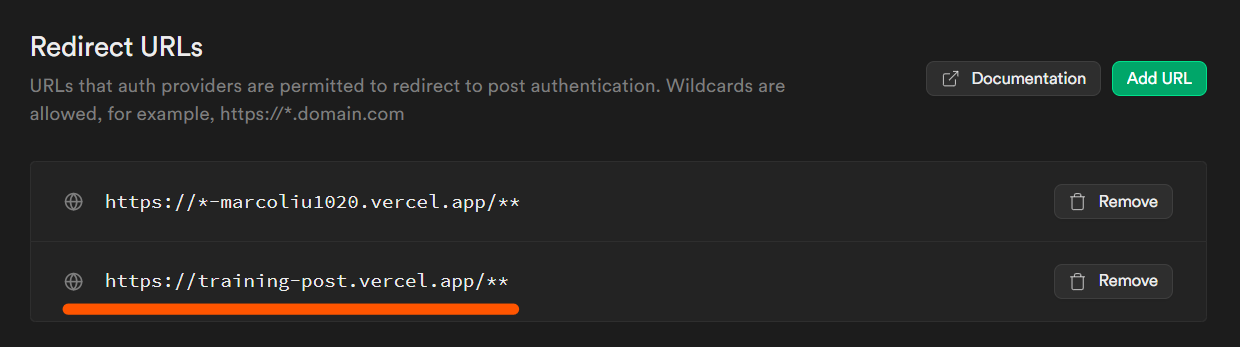 Redirect URLs
URLs that auth providers are permitted to redirect to post authentication. Wildcards are
allowed, for example, https://*.domain.com
Documentation
Add URL
https://*-marcoliu1020.vercel.app/**
Remove
https://training-post.vercel.app/**
Remove